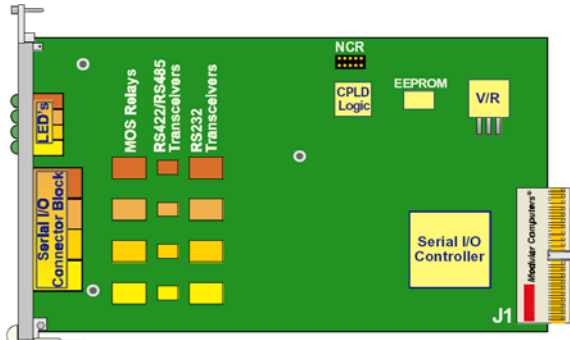 NCR
CPLD
Logic
EEPROM
V/R
MOS Relays
RS422/RS485
Transceivers
RS232
Transceivers
LED's
Serial I/O
Connector Block
Serial I/O
Controller
Modular Computers®
J1